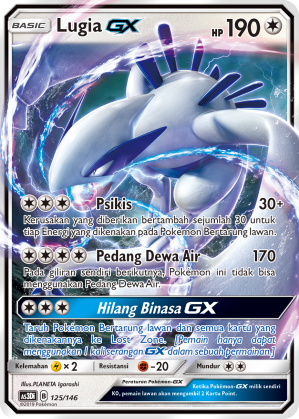 BASIC Lugia GX HP 190
Psikis 30+
Kerusakan yang diberikan bertambah sejumlah 30 untuk
tiap Energi yang dikenakan pada Pokémon Bertarung lawan.
Pedang Dewa Air 170
Pada giliran sendiri berikutnya, Pokémon ini tidak bisa
menggunakan Pedang Dewa Air.
Hilang Binasa GX
Taruh Pokémon Bertarung lawan dan semua kartu yang
dikenakannya ke Lost Zone. [Pemain hanya dapat
menggunakan 1 kali serangan GX dalam sebuah permainan.]
Kelemahan × 2 Resistansi -20 Mundur
Illus. PLANETA Igarashi
Peraturan Pokémon-GX
Ketika Pokémon-GX milik sendiri
KO, pemain lawan akan mengambil 2 Kartu Point.
AS3D 125/146
©2019 Pokémon